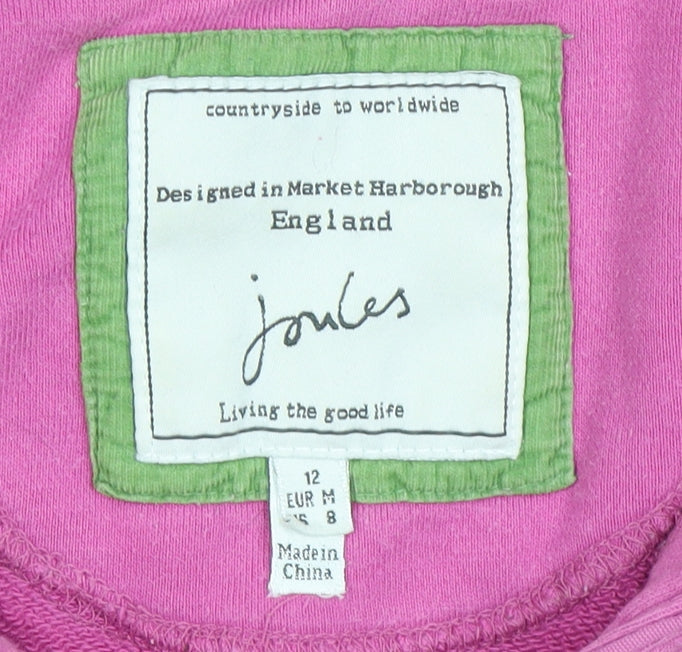 countryside to worldwide
Designed in Market Harborough
England
joules
Living the good life
12
EUR M
US 8
Made in
China